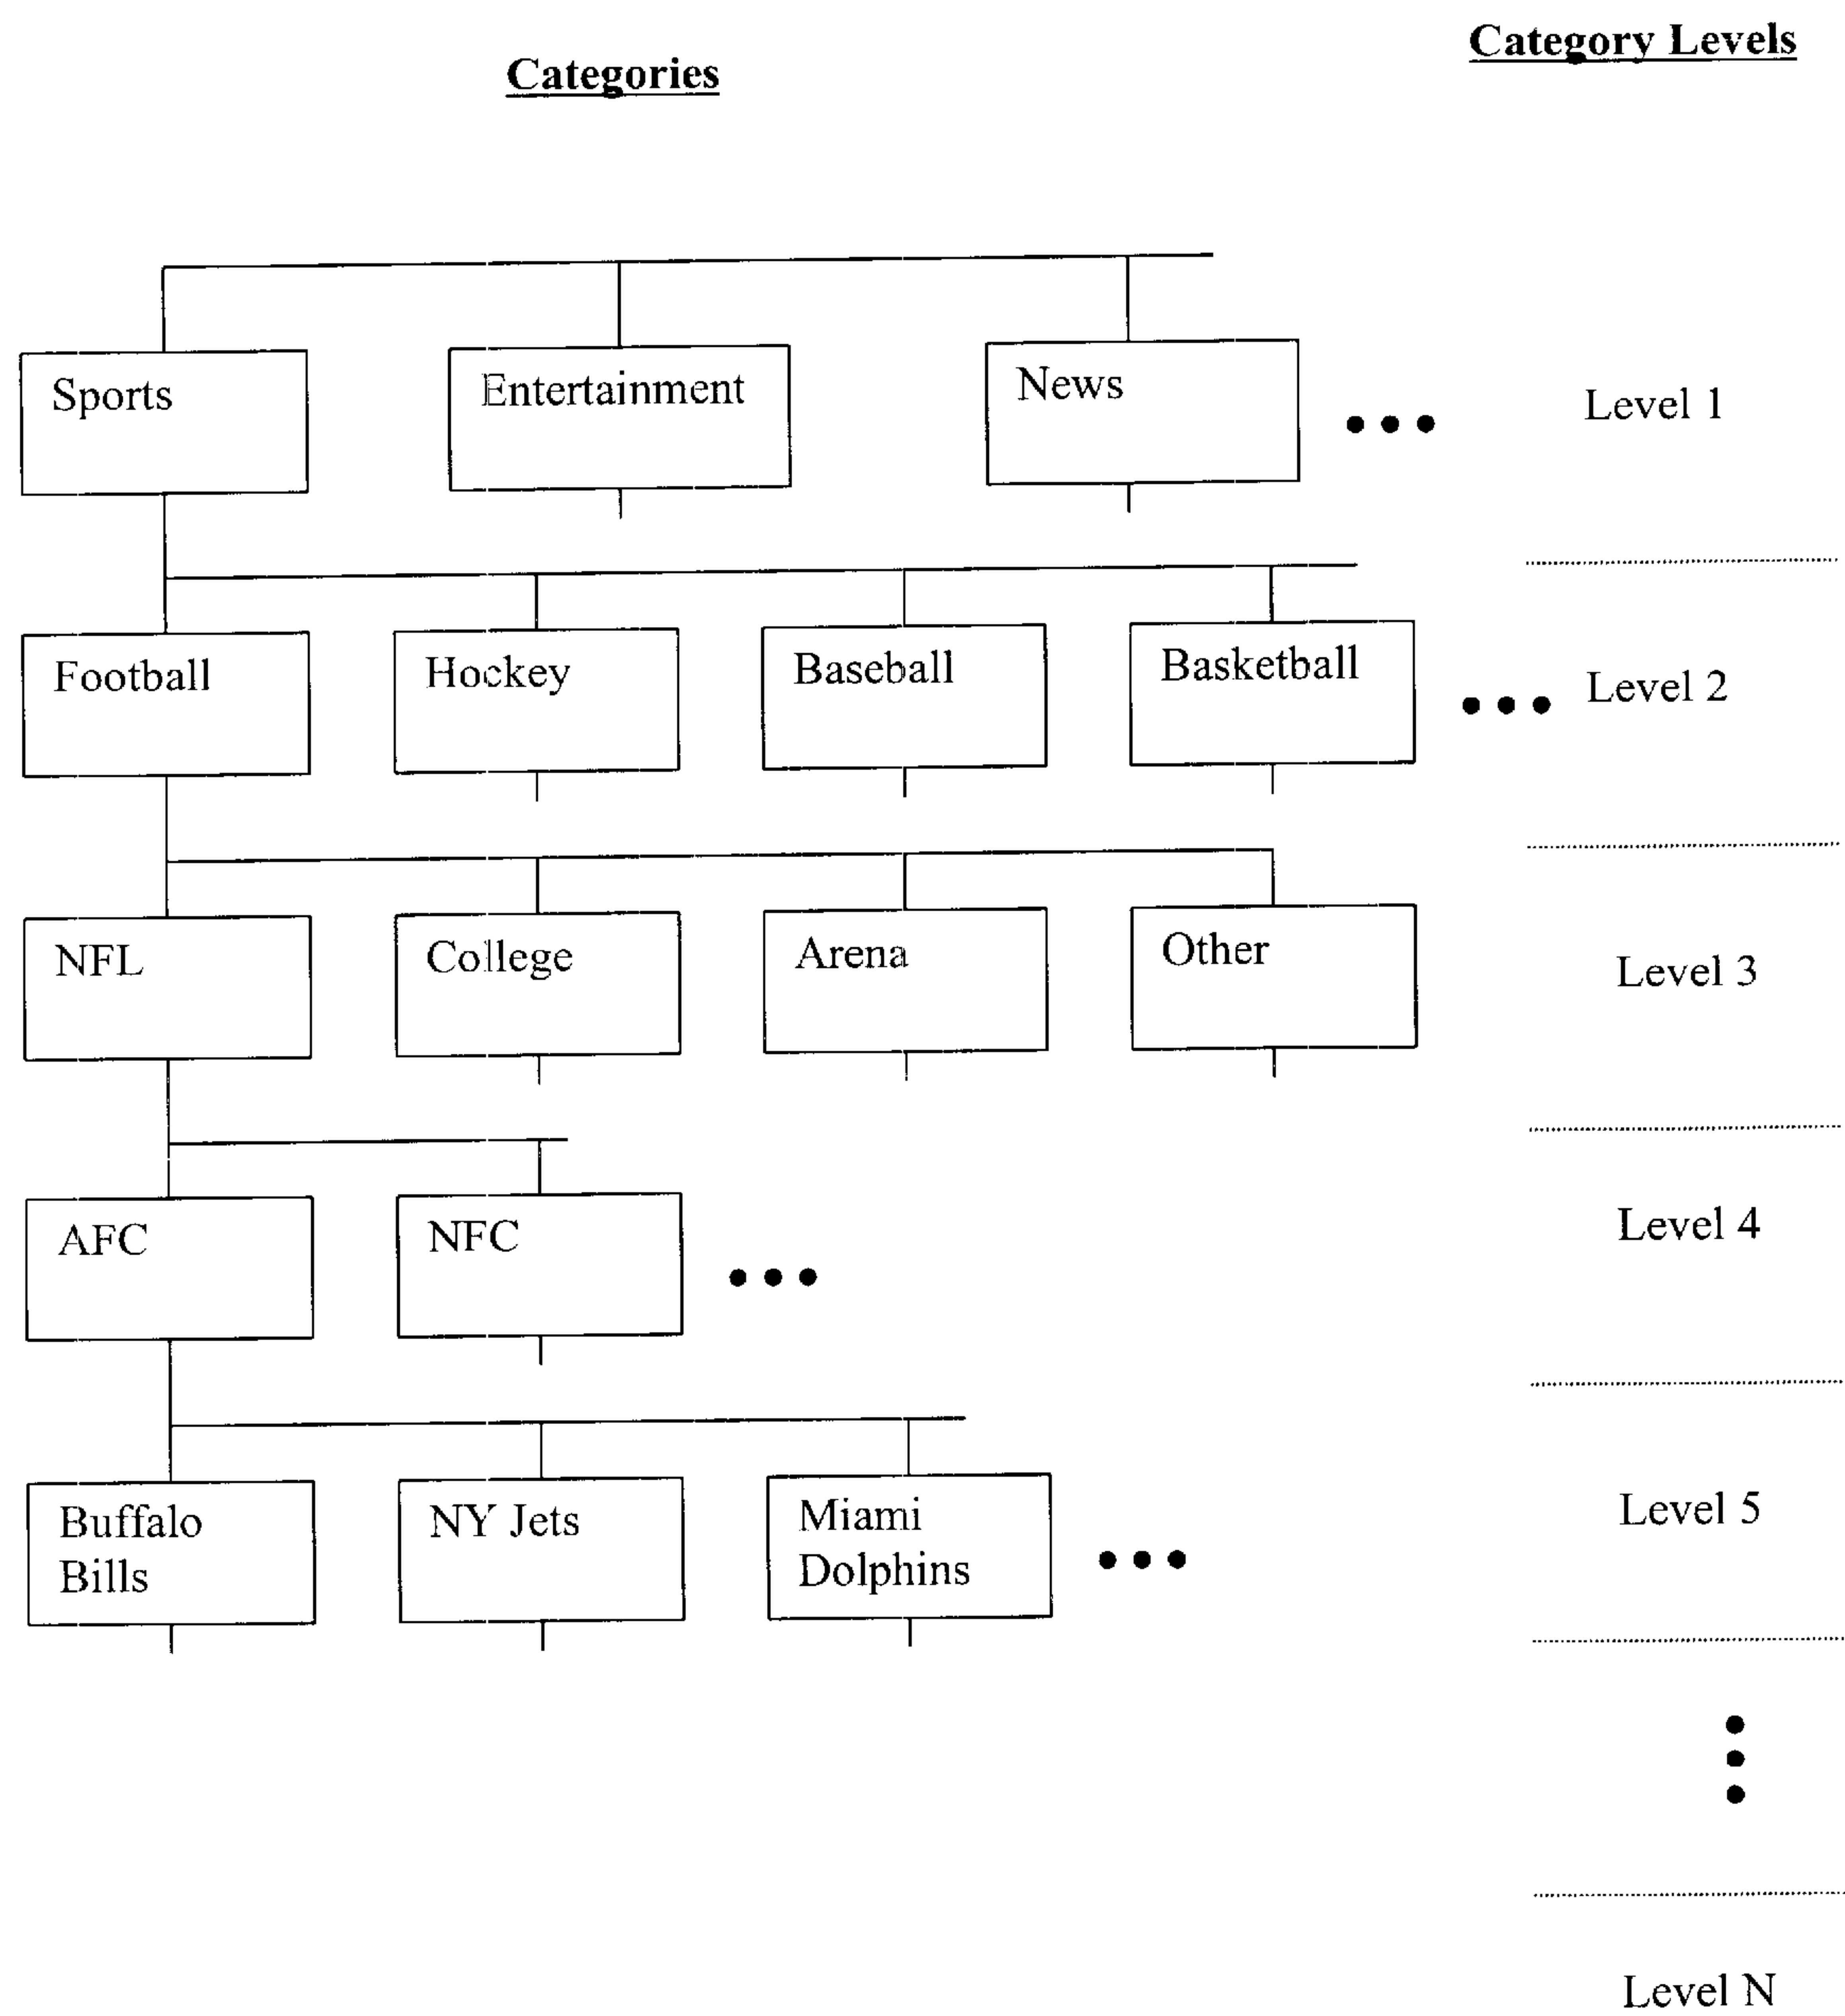 Categories
Category Levels
Sports
Entertainment
News
Level 1
Football
Hockey
Baseball
Basketball
Level 2
NFL
College
Arena
Other
Level 3
AFC
NFC
Level 4
Buffalo
Bills
NY Jets
Miami
Dolphins
Level 5
Level N